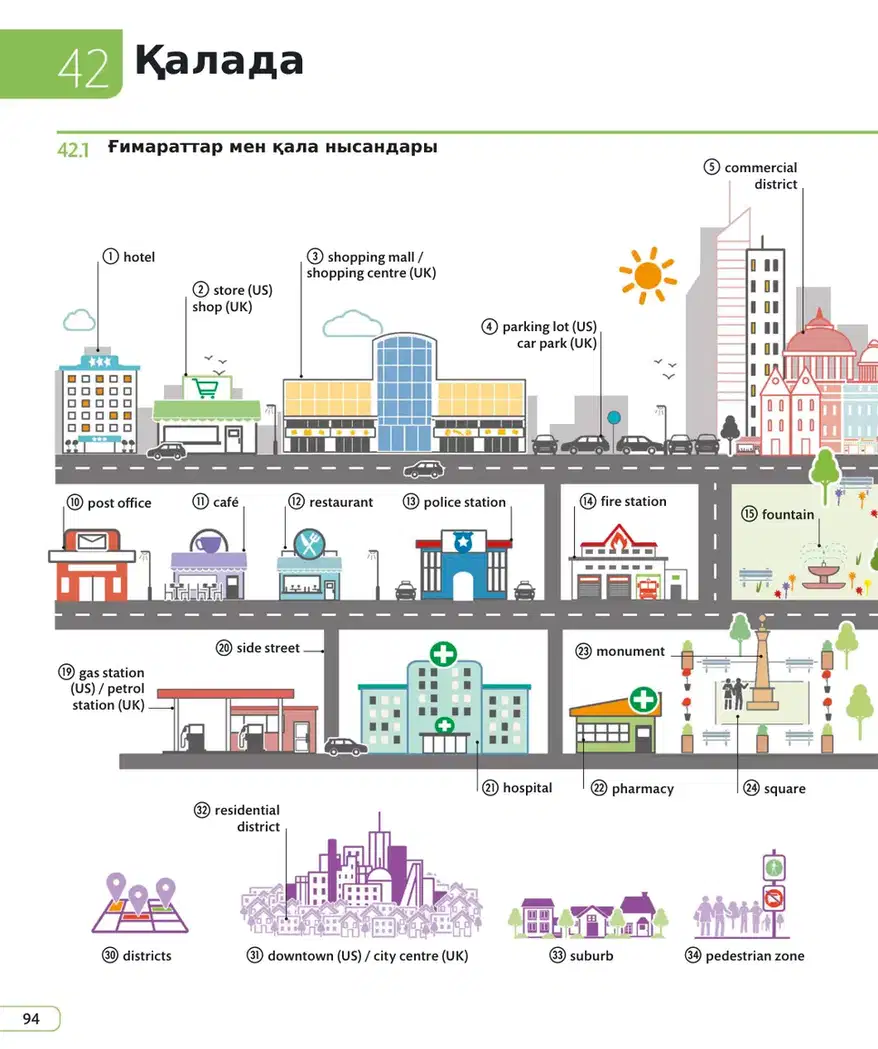 42 Қалада
42.1 Ғимараттар мен қала нысандары
⑤ commercial
district
① hotel
② store (US)
shop (UK)
③ shopping mall /
shopping centre (UK)
④ parking lot (US)
car park (UK)
⑩ post office
⑪ café
⑫ restaurant
⑬ police station
⑭ fire station
⑮ fountain
⑳ side street
㉓ monument
⑲ gas station
(US) / petrol
station (UK)
㉑ hospital
㉒ pharmacy
㉔ square
㉜ residential
district
㉚ districts
㉛ downtown (US) / city centre (UK)
㉝ suburb
㉞ pedestrian zone
94